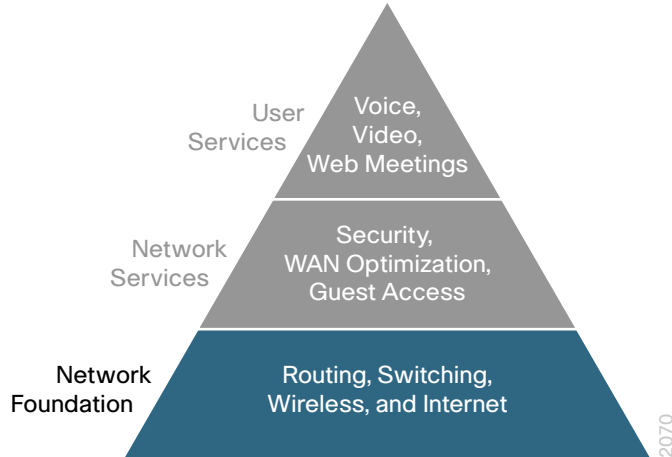 User
Services
Voice,
Video,
Web Meetings
Network
Services
Security,
WAN Optimization,
Guest Access
Network
Foundation
Routing, Switching,
Wireless, and Internet
2070